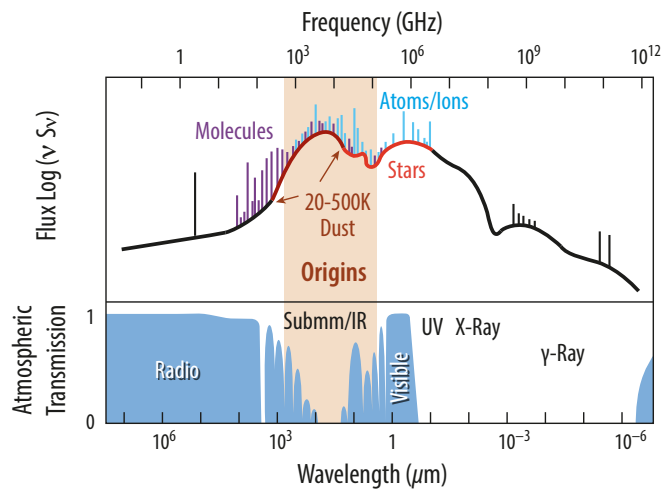 Frequency (GHz)
1 10³ 10⁶ 10⁹ 10¹²
Flux Log (ν Sν)
Molecules
Atoms/Ions
Stars
20-500K
Dust
Origins
Atmospheric
Transmission
1
0
Radio
Submm/IR
Visible
UV X-Ray
γ-Ray
10⁶ 10³ 1 10⁻³ 10⁻⁶
Wavelength (μm)